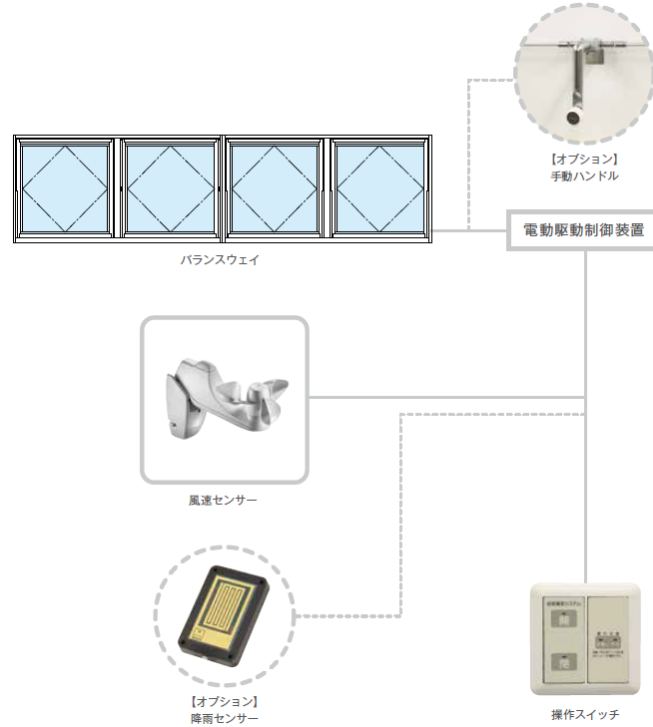 【オプション】
手動ハンドル
電動駆動制御装置
バランスウェイ
風速センサー
【オプション】
降雨センサー
開
閉
操作スイッチ